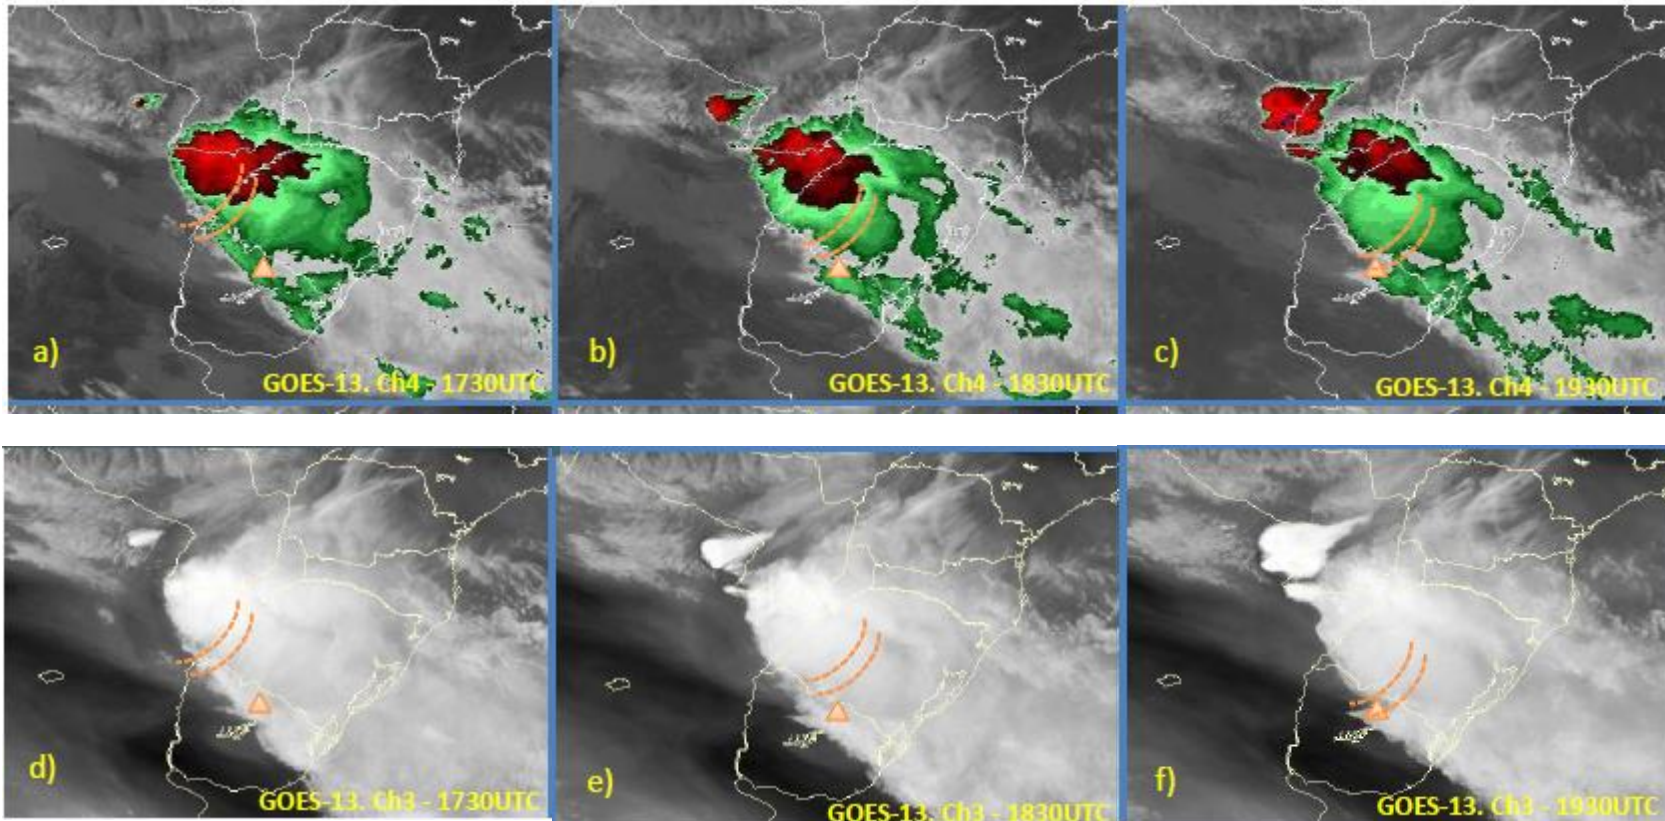 a)
GOES-13. Ch4 - 1730UTC
b)
GOES-13. Ch4 - 1830UTC
c)
GOES-13. Ch4 - 1930UTC
d)
GOES-13. Ch3 - 1730UTC
e)
GOES-13. Ch3 - 1830UTC
f)
GOES-13. Ch3 - 1930UTC